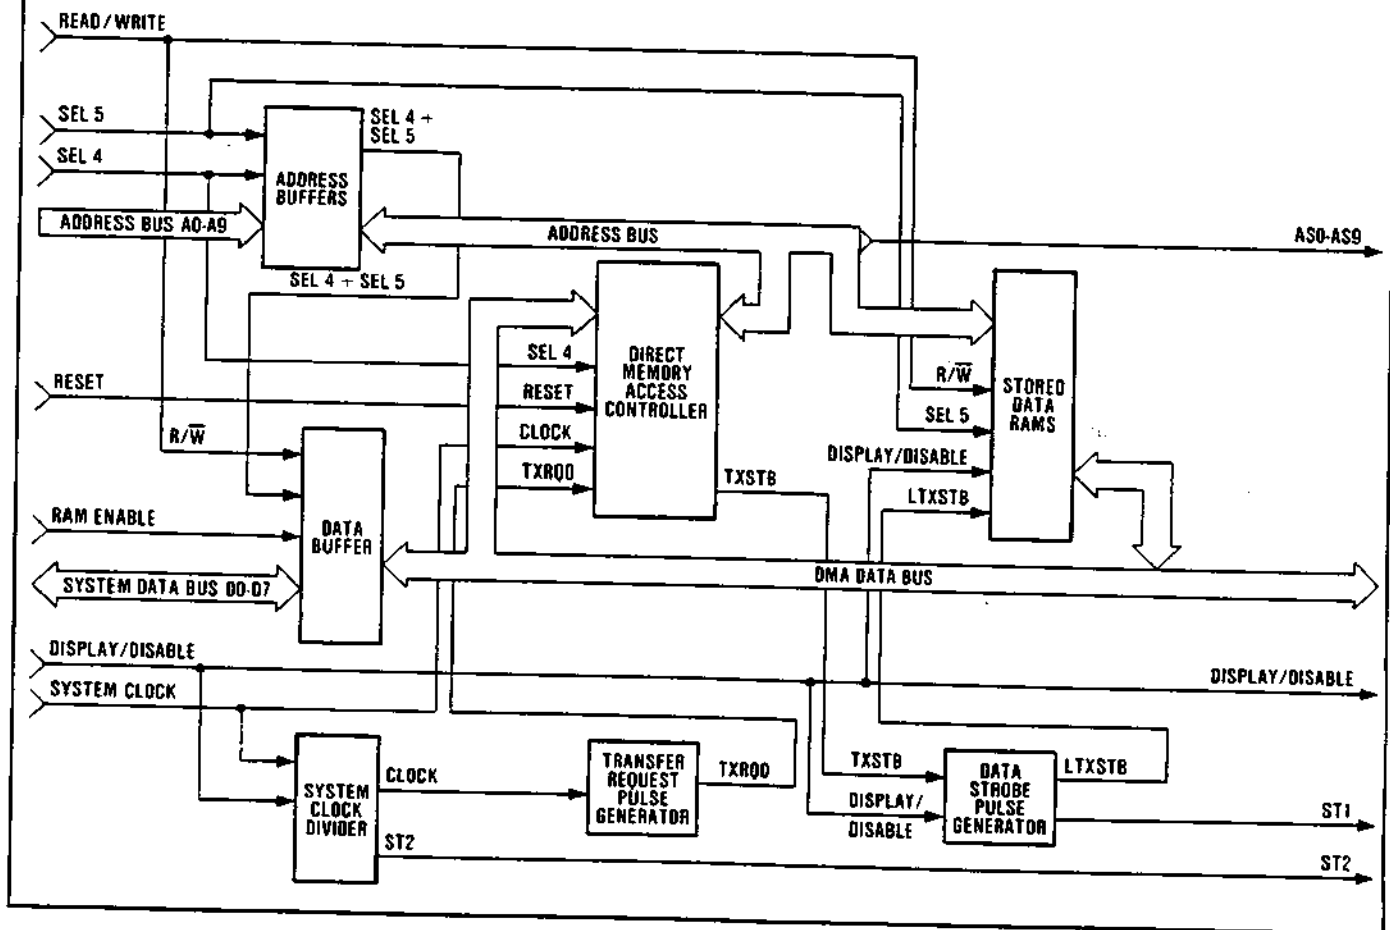 READ/WRITE
SEL 5
SEL 4 +
SEL 5
SEL 4
ADDRESS
BUFFERS
ADDRESS BUS A0-A9
ADDRESS BUS
AS0-AS9
SEL 4 + SEL 5
SEL 4
DIRECT
MEMORY
ACCESS
CONTROLLER
RESET
RESET
CLOCK
TXRQD
TXSTB
R/W̅
SEL 5
DISPLAY/DISABLE
LTXSTB
STORED
DATA
RAMS
R/W̅
RAM ENABLE
DATA
BUFFER
SYSTEM DATA BUS D0-D7
DMA DATA BUS
DISPLAY/DISABLE
DISPLAY/DISABLE
SYSTEM CLOCK
SYSTEM
CLOCK
DIVIDER
CLOCK
ST2
TRANSFER
REQUEST
PULSE
GENERATOR
TXRQD
TXSTB
DISPLAY/
DISABLE
DATA
STROBE
PULSE
GENERATOR
LTXSTB
ST1
ST2